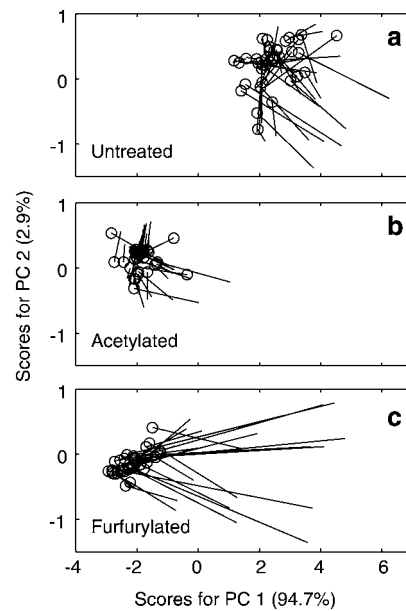 a
1
0
-1
Untreated
b
1
0
-1
Acetylated
c
1
0
-1
Furfurylated
-4 -2 0 2 4 6
Scores for PC 2 (2.9%)
Scores for PC 1 (94.7%)